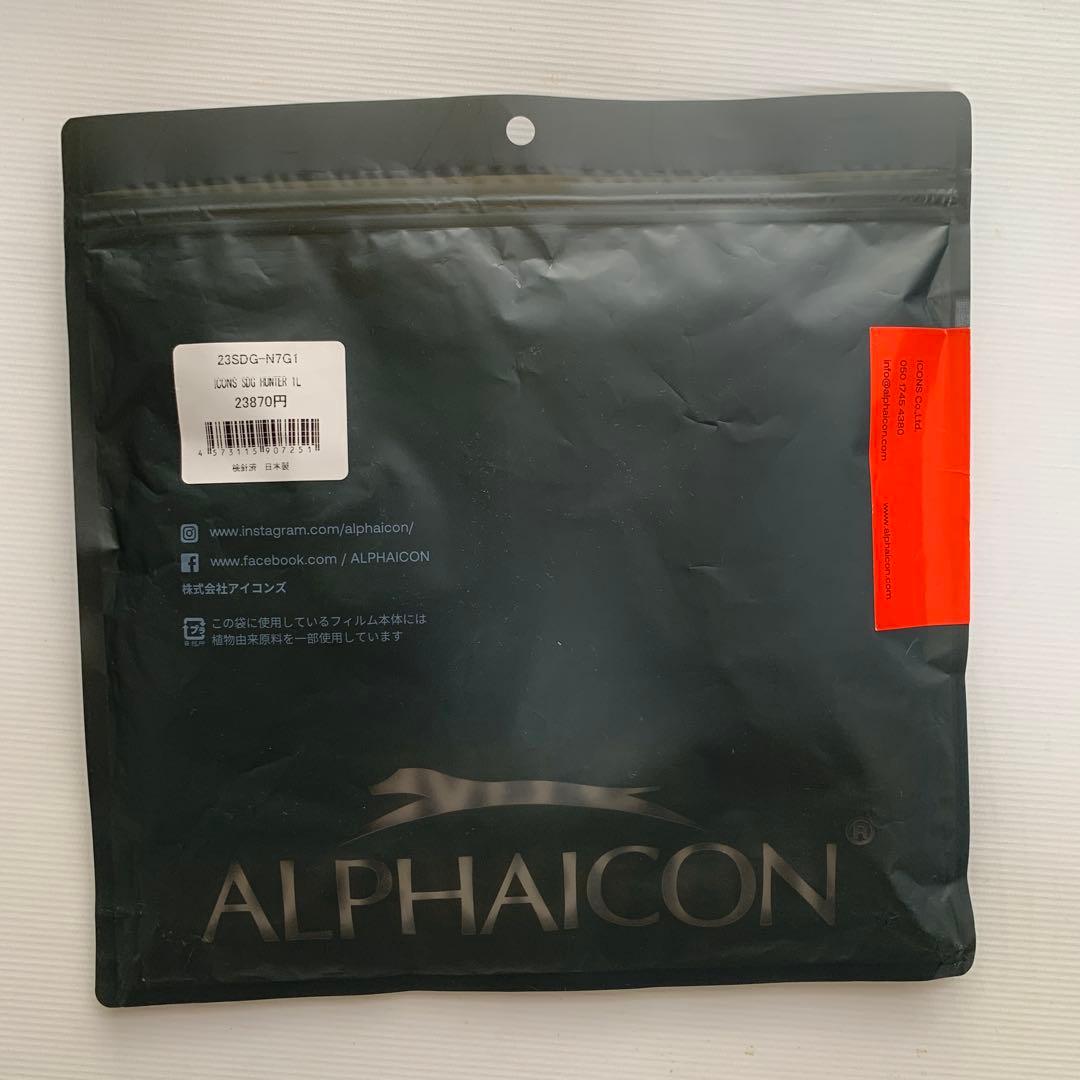 23SDG-N7G1
ICONS SDG HUNTER 1L
23870円
4 573115 907251
検針済 日本製
www.instagram.com/alphaicon/
www.facebook.com / ALPHAICON
株式会社アイコンズ
プラ
この袋に使用しているフィルム本体には
植物由来原料を一部使用しています
ICONS Co.,Ltd.
050 1745 4380
info@alphaicon.com
www.alphaicon.com
ALPHAICON®